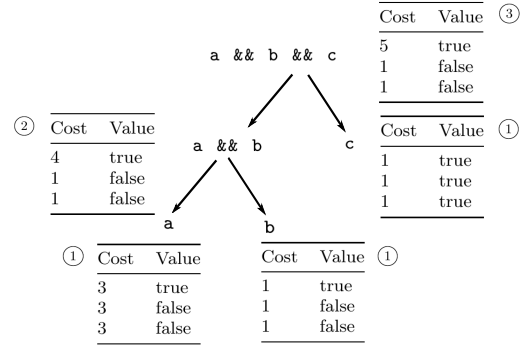 Cost Value ③
5 true
1 false
1 false
a && b && c
Cost Value ①
1 true
1 true
1 true
② Cost Value
4 true
1 false
1 false
a && b
c
a
b
① Cost Value
3 true
3 false
3 false
Cost Value ①
1 true
1 false
1 false